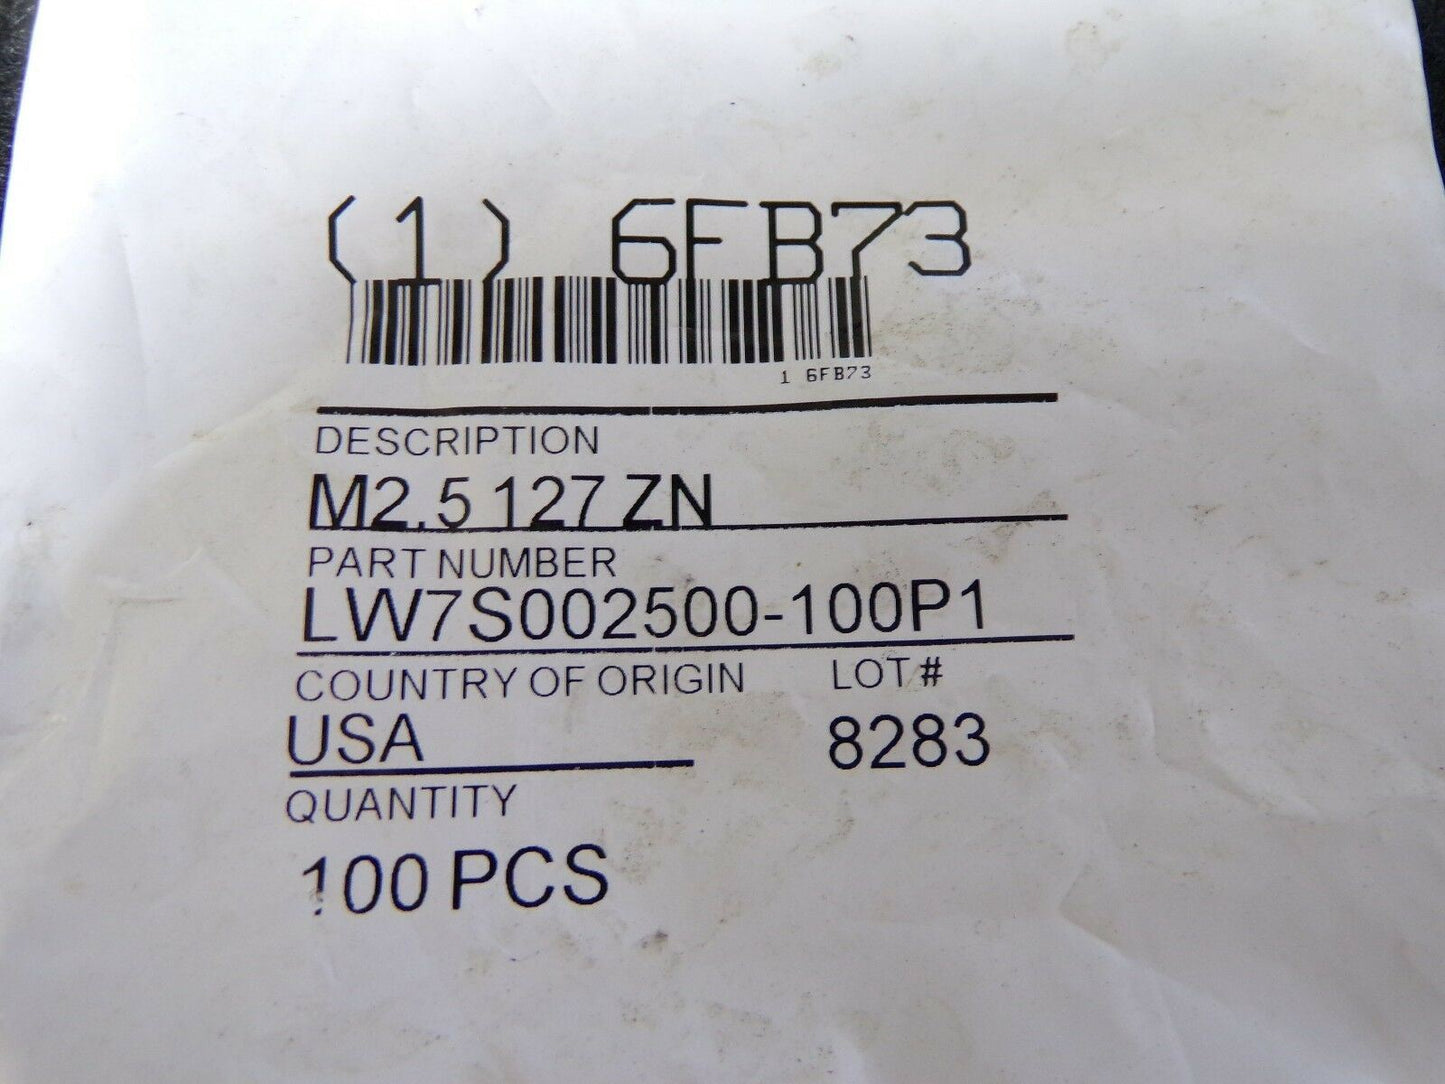 (1) 6FB73
1 6FB73
DESCRIPTION
M2.5 127 ZN
PART NUMBER
LW7S002500-100P1
COUNTRY OF ORIGIN LOT#
USA 8283
QUANTITY
100 PCS